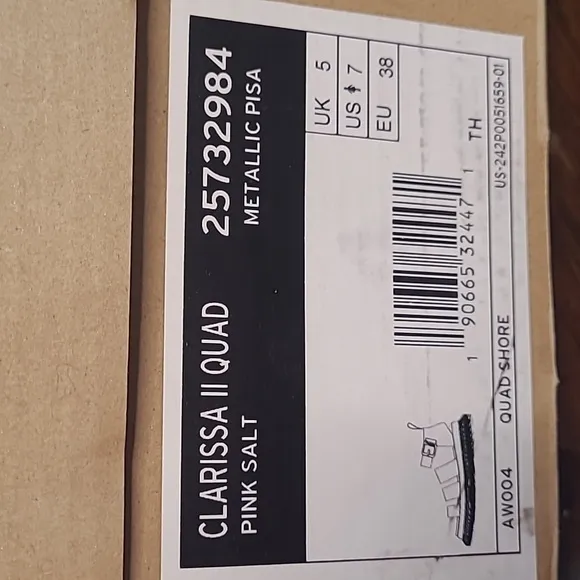 CLARISSA II QUAD 25732984
PINK SALT METALLIC PISA
UK 5
US 7
EU 38
1 90665 32447 1
TH
AW004 QUAD SHORE US-242P0051659-01